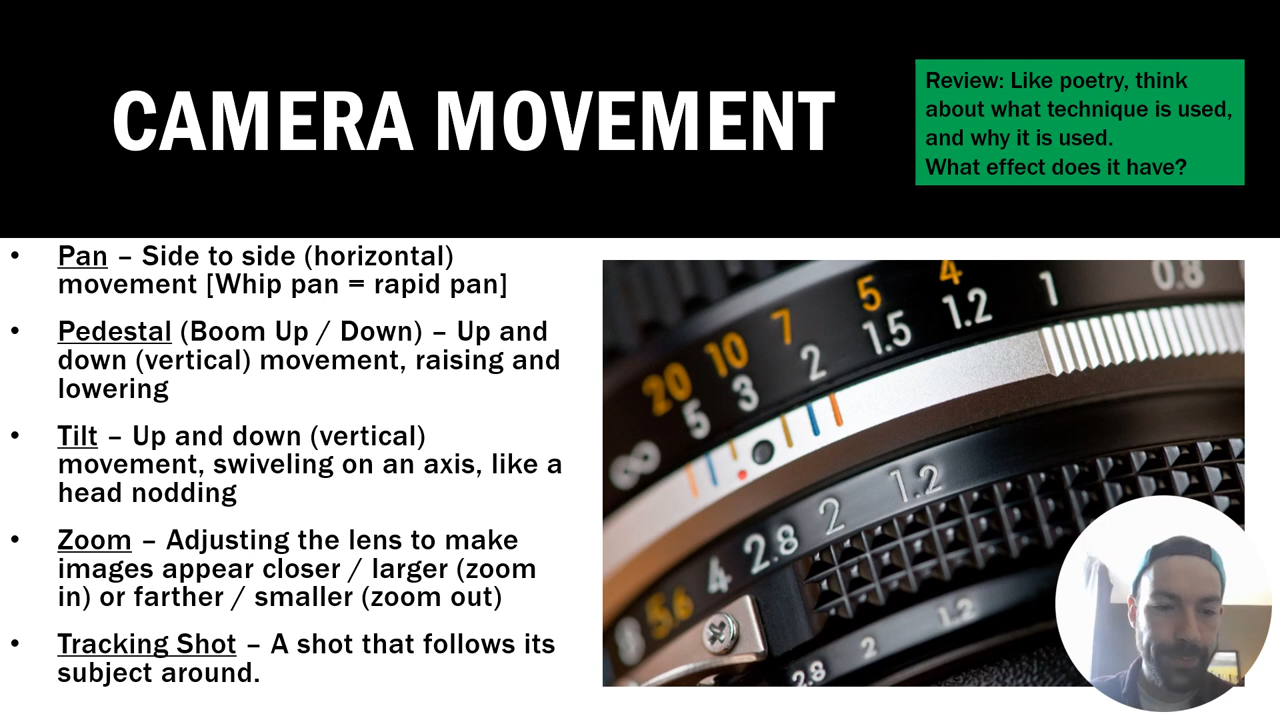 CAMERA MOVEMENT
Review: Like poetry, think
about what technique is used,
and why it is used.
What effect does it have?
• Pan – Side to side (horizontal)
movement [Whip pan = rapid pan]
• Pedestal (Boom Up / Down) – Up and
down (vertical) movement, raising and
lowering
• Tilt – Up and down (vertical)
movement, swiveling on an axis, like a
head nodding
• Zoom – Adjusting the lens to make
images appear closer / larger (zoom
in) or farther / smaller (zoom out)
• Tracking Shot – A shot that follows its
subject around.
20 10 7 5 4
∞ 5 3 2 1.5 1.2 1 0.8
8 5.6 4 2.8 2 1.2
2.8 2 1.2